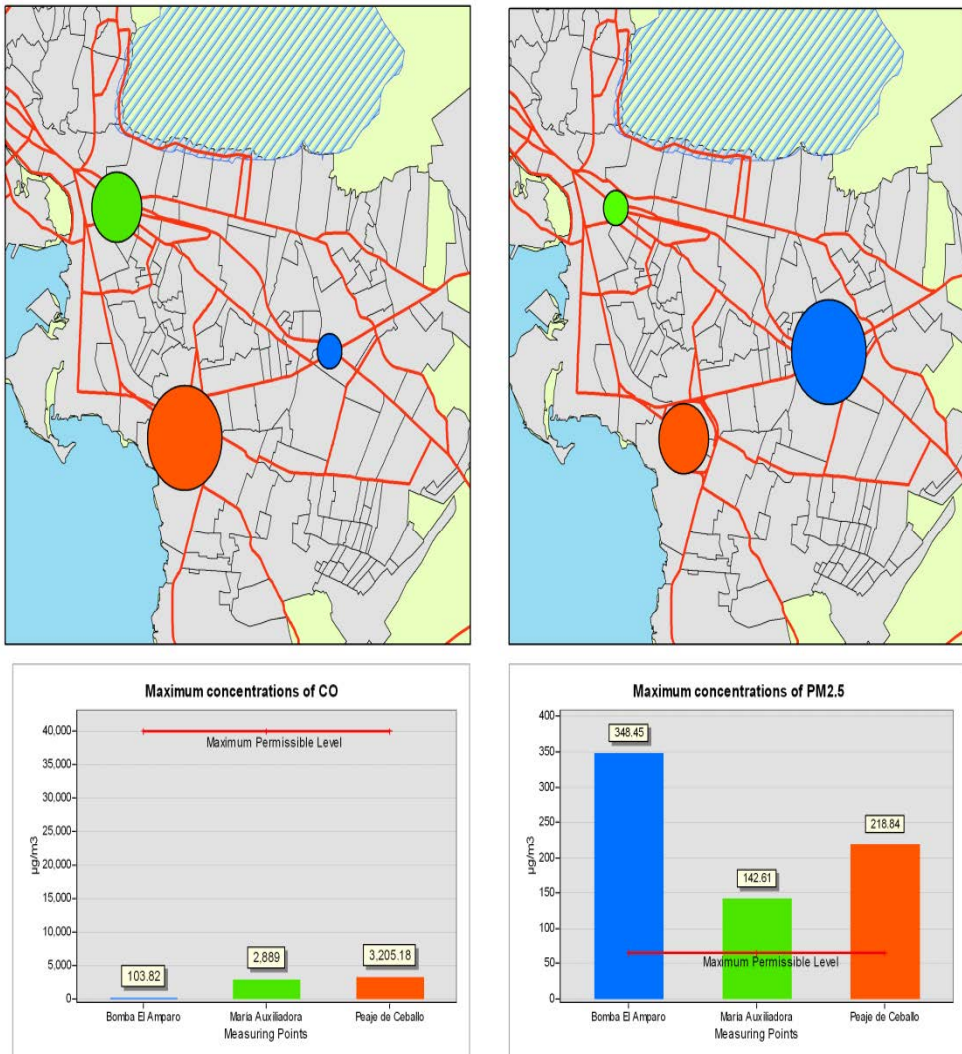 Maximum concentrations of CO
µg/m3
40,000
35,000
30,000
25,000
20,000
15,000
10,000
5,000
0
Maximum Permissible Level
103.82
2,889
3,205.18
Bomba El Amparo
María Auxiliadora
Peaje de Ceballo
Measuring Points
Maximum concentrations of PM2.5
µg/m3
400
350
300
250
200
150
100
50
0
348.45
142.61
218.84
Maximum Permissible Level
Bomba El Amparo
María Auxiliadora
Peaje de Ceballo
Measuring Points